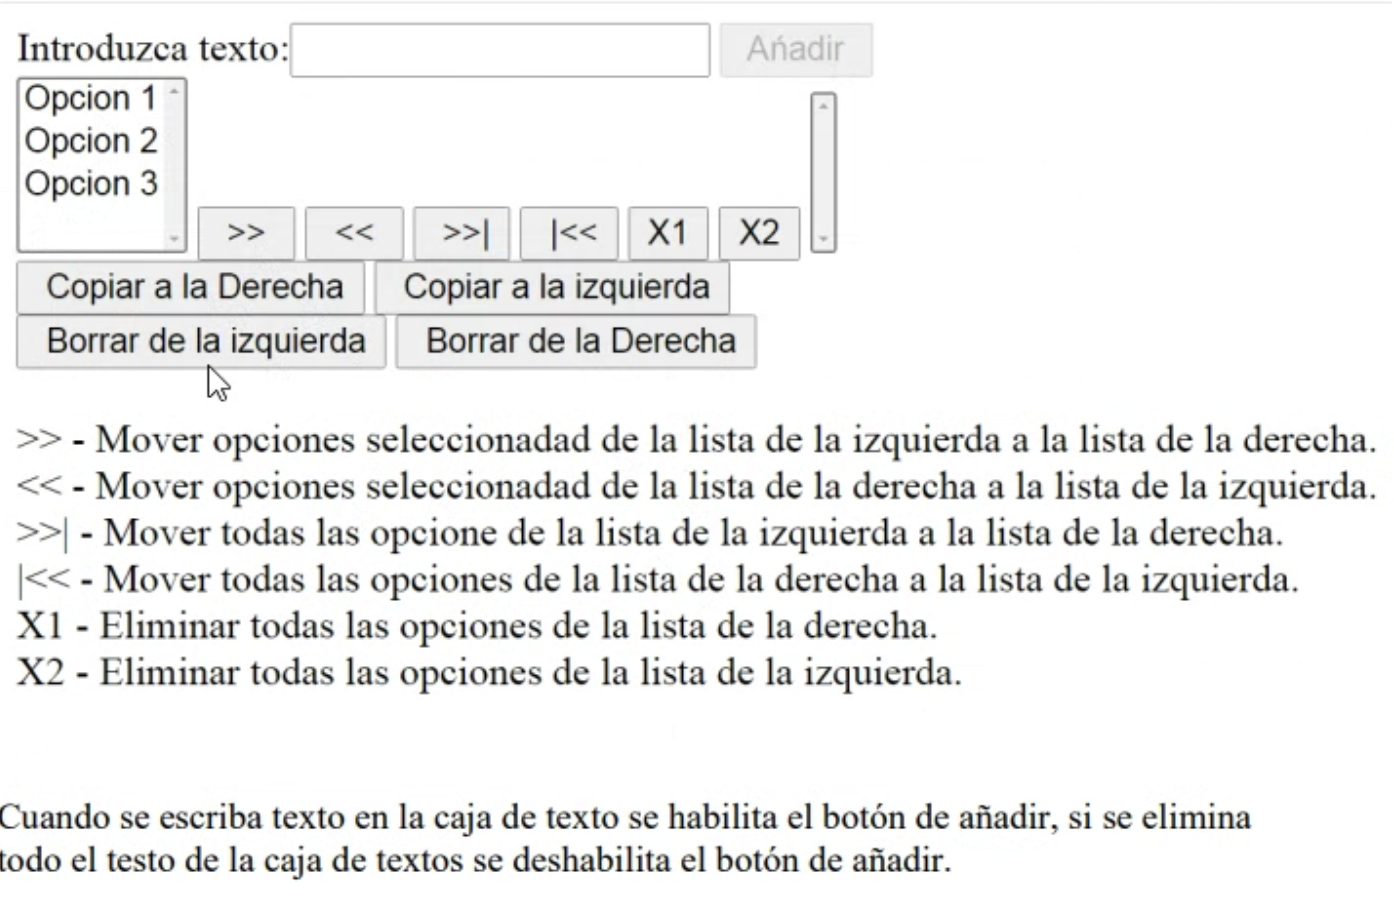 Introduzca texto: Ańadir
Opcion 1
Opcion 2
Opcion 3
>> << >>| |<< X1 X2
Copiar a la Derecha Copiar a la izquierda
Borrar de la izquierda Borrar de la Derecha
>> - Mover opciones seleccionadad de la lista de la izquierda a la lista de la derecha.
<< - Mover opciones seleccionadad de la lista de la derecha a la lista de la izquierda.
>>| - Mover todas las opcione de la lista de la izquierda a la lista de la derecha.
|<< - Mover todas las opciones de la lista de la derecha a la lista de la izquierda.
X1 - Eliminar todas las opciones de la lista de la derecha.
X2 - Eliminar todas las opciones de la lista de la izquierda.
Cuando se escriba texto en la caja de texto se habilita el botón de añadir, si se elimina
todo el testo de la caja de textos se deshabilita el botón de añadir.